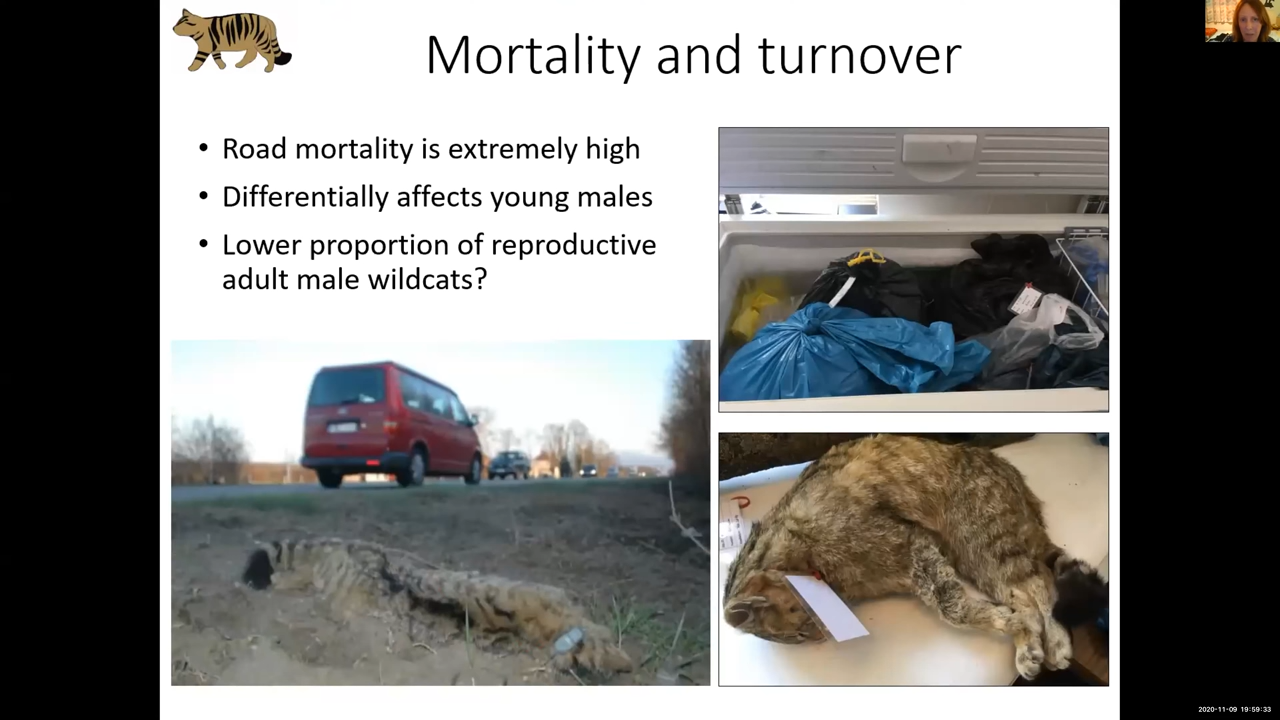 Mortality and turnover
• Road mortality is extremely high
• Differentially affects young males
• Lower proportion of reproductive
adult male wildcats?
2020-11-09 19:59:33